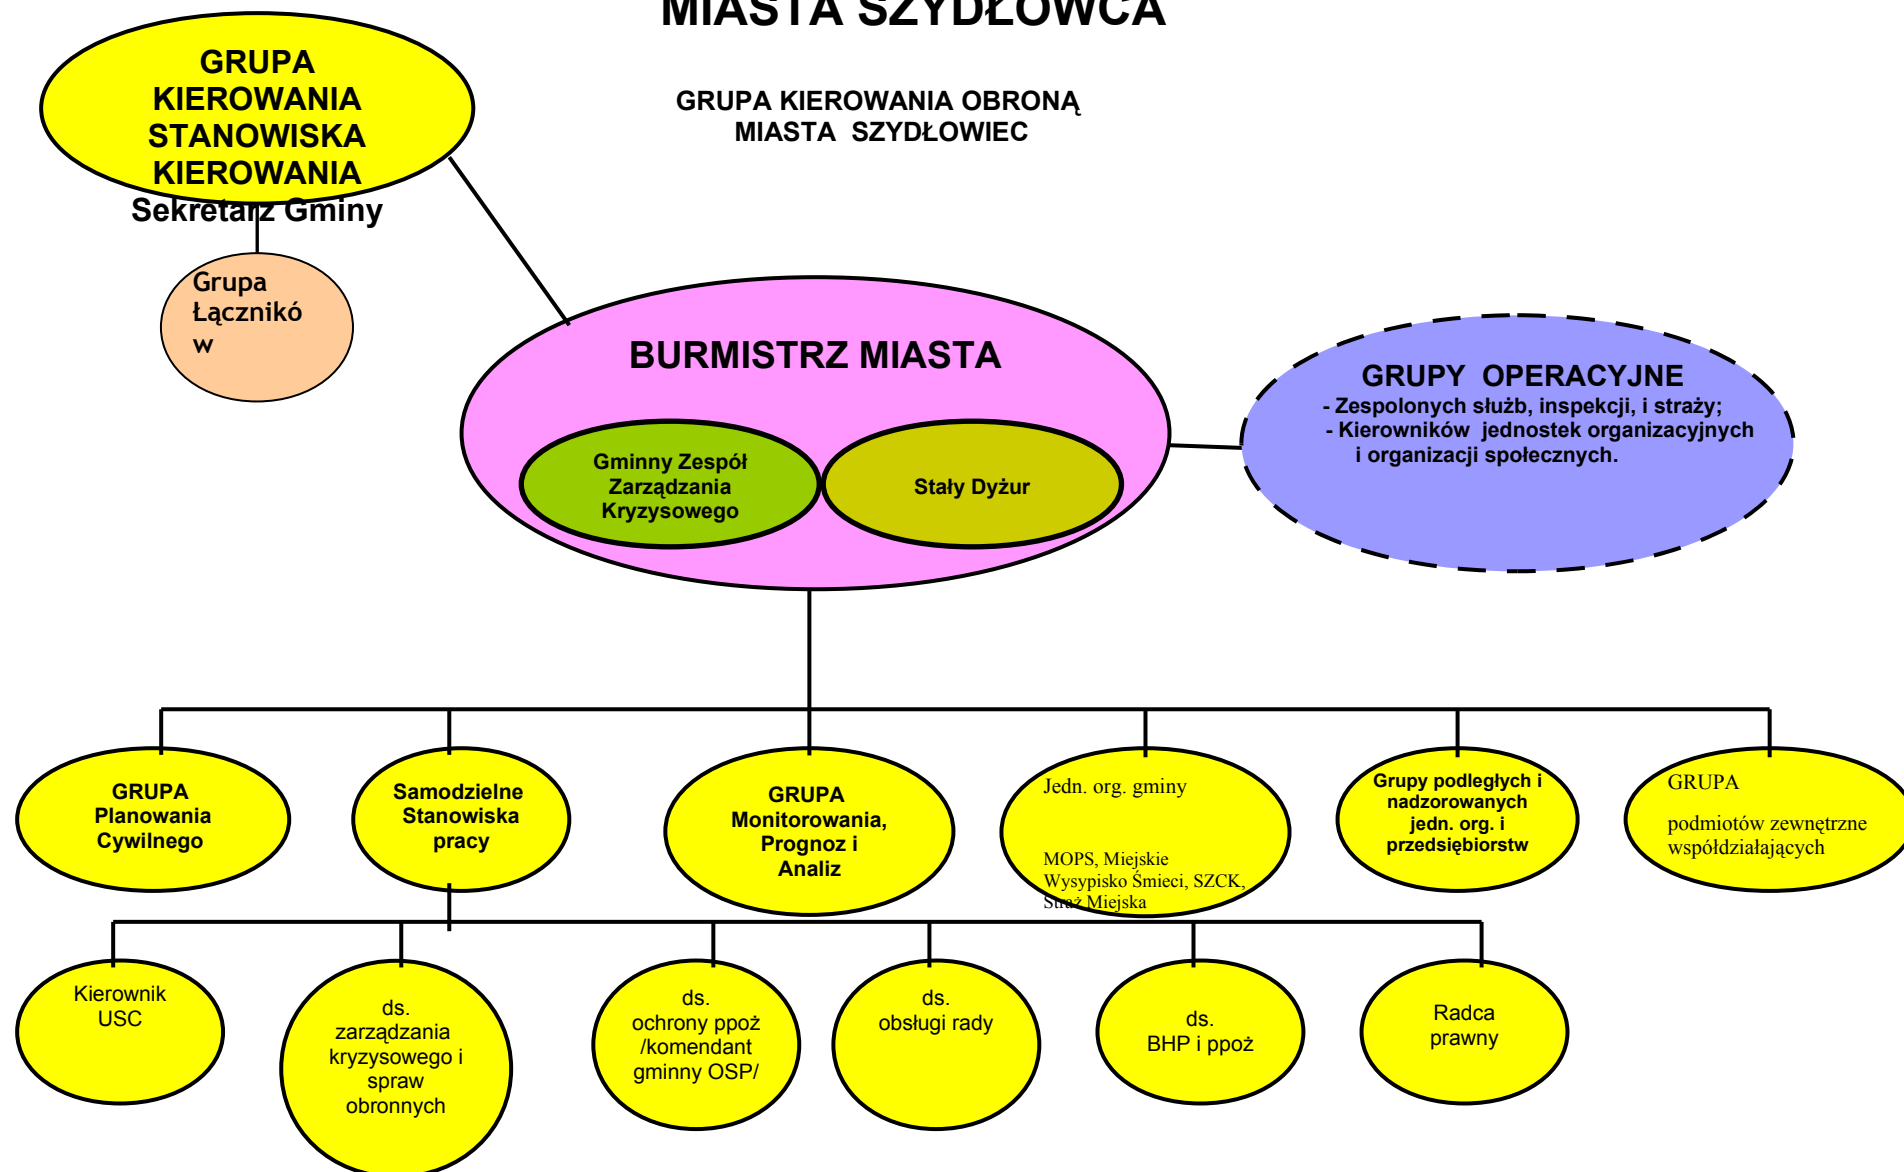 MIASTA SZYDŁOWCA
GRUPA
KIEROWANIA
STANOWISKA
KIEROWANIA
Sekretarz Gminy
GRUPA KIEROWANIA OBRONĄ
MIASTA SZYDŁOWIEC
Grupa
Łącznikó
w
BURMISTRZ MIASTA
Gminny Zespół
Zarządzania
Kryzysowego
Stały Dyżur
GRUPY OPERACYJNE
- Zespolonych służb, inspekcji, i straży;
- Kierowników jednostek organizacyjnych
i organizacji społecznych.
GRUPA
Planowania
Cywilnego
Samodzielne
Stanowiska
pracy
GRUPA
Monitorowania,
Prognoz i
Analiz
Jedn. org. gminy
MOPS, Miejskie
Wysypisko Śmieci, SZCK,
Straż Miejska
Grupy podległych i
nadzorowanych
jedn. org. i
przedsiębiorstw
GRUPA
podmiotów zewnętrzne
współdziałających
Kierownik
USC
ds.
zarządzania
kryzysowego i
spraw
obronnych
ds.
ochrony ppoż
/komendant
gminny OSP/
ds.
obsługi rady
ds.
BHP i ppoż
Radca
prawny